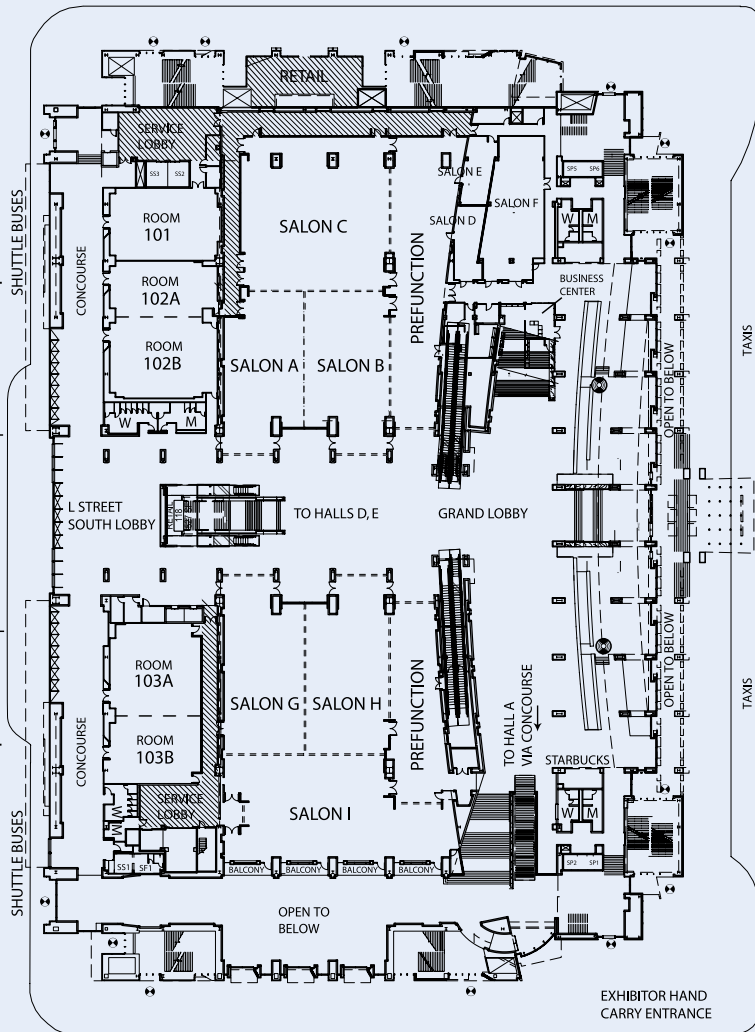 RETAIL
SERVICE
LOBBY
SS3
SS2
SALON E
SP5
SP6
SHUTTLE BUSES
CONCOURSE
ROOM
101
SALON C
SALON D
SALON F
W
M
PREFUNCTION
BUSINESS
CENTER
ROOM
102A
ROOM
102B
SALON A
SALON B
OPEN TO BELOW
TAXIS
W
M
L STREET
SOUTH LOBBY
RETAIL
118
TO HALLS D, E
GRAND LOBBY
ROOM
103A
ROOM
103B
SALON G
SALON H
PREFUNCTION
TO HALL A
VIA CONCOURSE
OPEN TO BELOW
TAXIS
CONCOURSE
STARBUCKS
SERVICE
LOBBY
SALON I
W
M
W
M
SHUTTLE BUSES
SS1
SF1
BALCONY
BALCONY
BALCONY
BALCONY
SP2
SP1
OPEN TO
BELOW
EXHIBITOR HAND
CARRY ENTRANCE